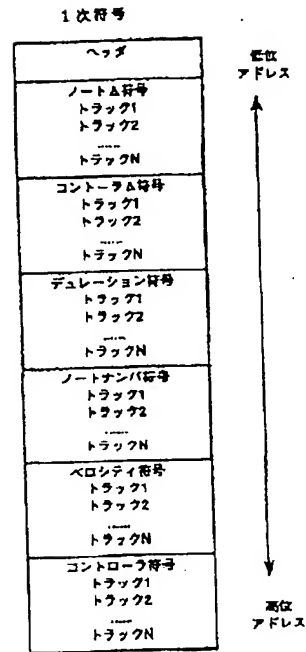 1次符号
ヘッダ
低位
アドレス
ノートΔ符号
トラック1
トラック2
......
トラックN
コントローラΔ符号
トラック1
トラック2
......
トラックN
デュレーション符号
トラック1
トラック2
......
トラックN
ノートナンバ符号
トラック1
トラック2
......
トラックN
ベロシティ符号
トラック1
トラック2
......
トラックN
コントローラ符号
トラック1
トラック2
......
トラックN
高位
アドレス